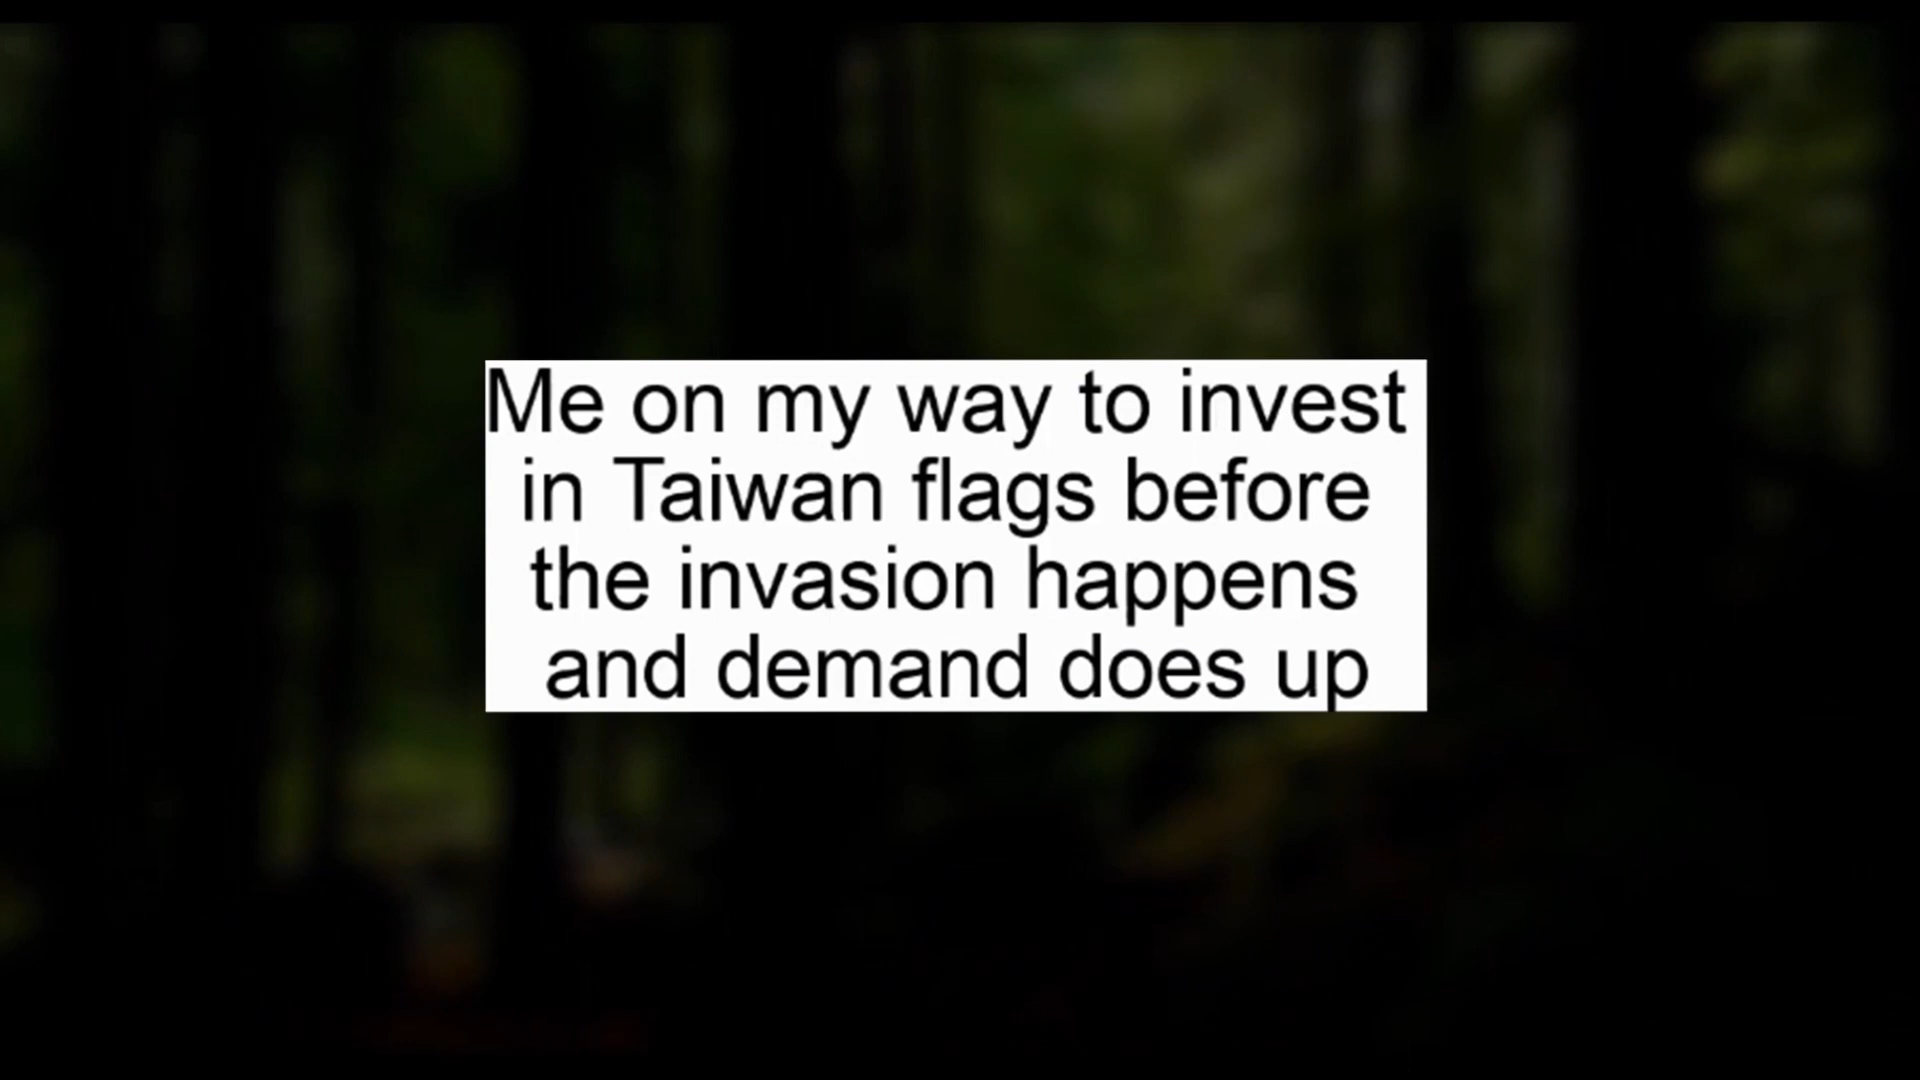 Me on my way to invest
in Taiwan flags before
the invasion happens
and demand does up